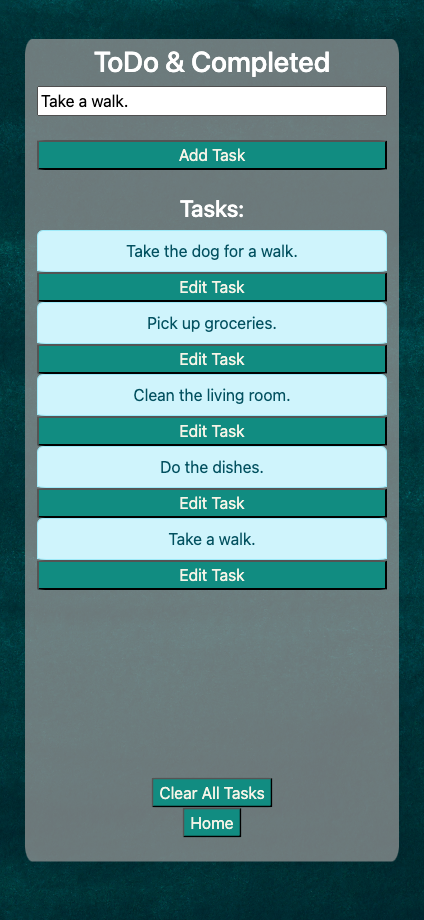 ToDo & Completed
Take a walk.
Add Task
Tasks:
Take the dog for a walk.
Edit Task
Pick up groceries.
Edit Task
Clean the living room.
Edit Task
Do the dishes.
Edit Task
Take a walk.
Edit Task
Clear All Tasks
Home